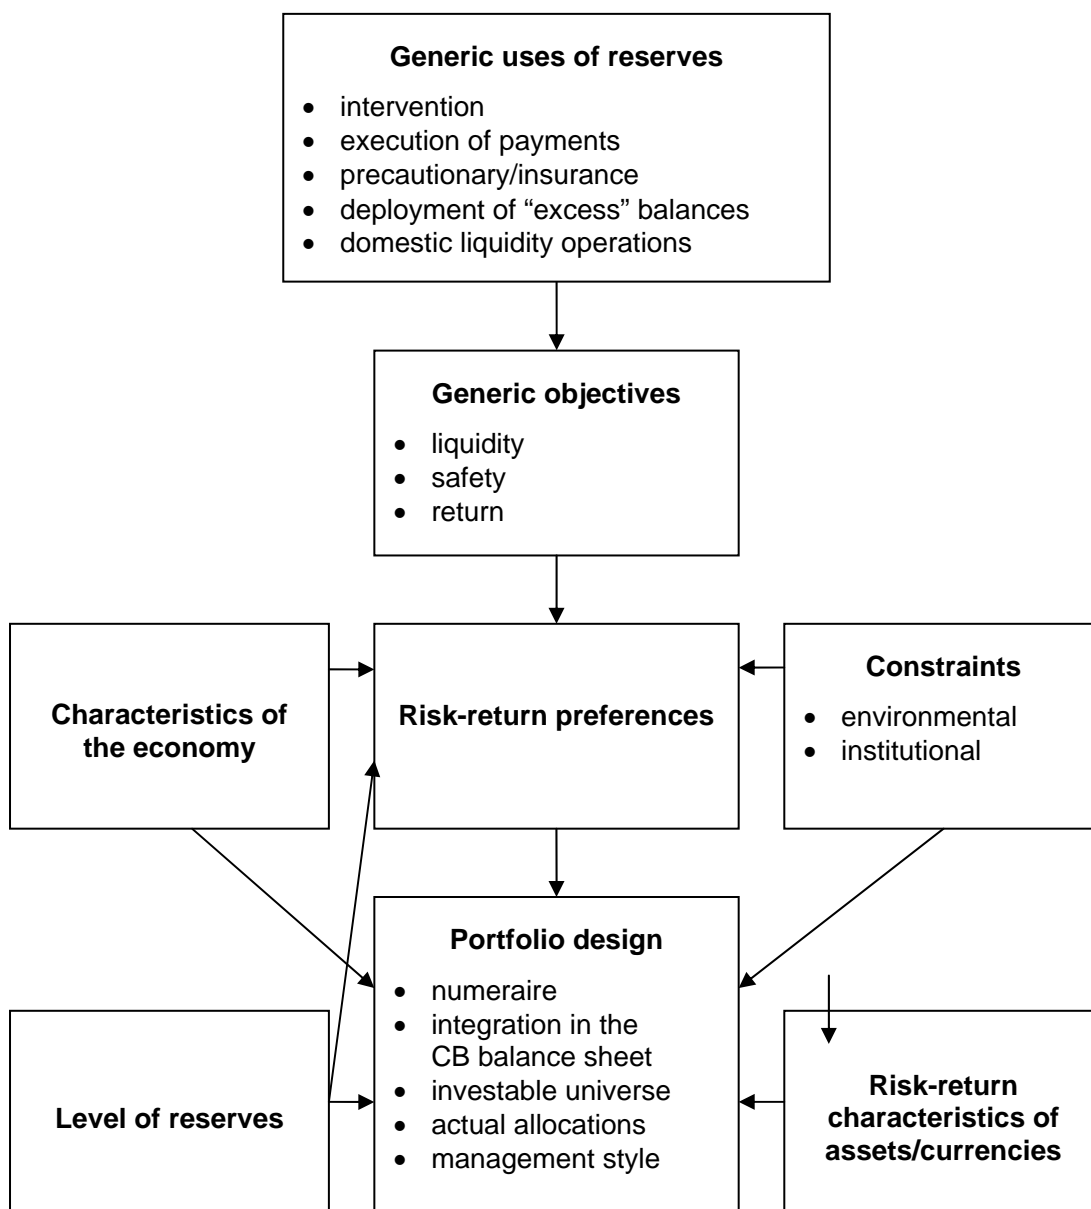 Generic uses of reserves
• intervention
• execution of payments
• precautionary/insurance
• deployment of “excess” balances
• domestic liquidity operations
Generic objectives
• liquidity
• safety
• return
Characteristics of
the economy
Risk-return preferences
Constraints
• environmental
• institutional
Portfolio design
• numeraire
• integration in the
CB balance sheet
• investable universe
• actual allocations
• management style
Level of reserves
Risk-return
characteristics of
assets/currencies